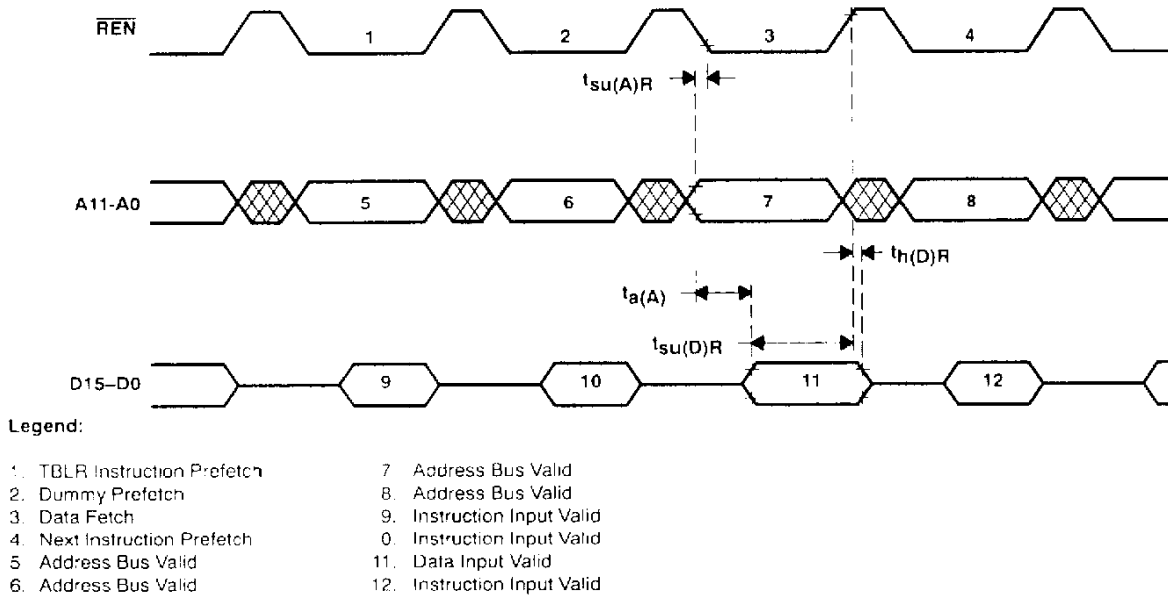 REN
1
2
3
4
tsu(A)R
A11-A0
5
6
7
8
th(D)R
ta(A)
tsu(D)R
D15–D0
9
10
11
12
Legend:
1. TBLR Instruction Prefetch
2. Dummy Prefetch
3. Data Fetch
4. Next Instruction Prefetch
5 Address Bus Valid
6. Address Bus Valid
7 Address Bus Valid
8. Address Bus Valid
9. Instruction Input Valid
0. Instruction Input Valid
11. Data Input Valid
12. Instruction Input Valid